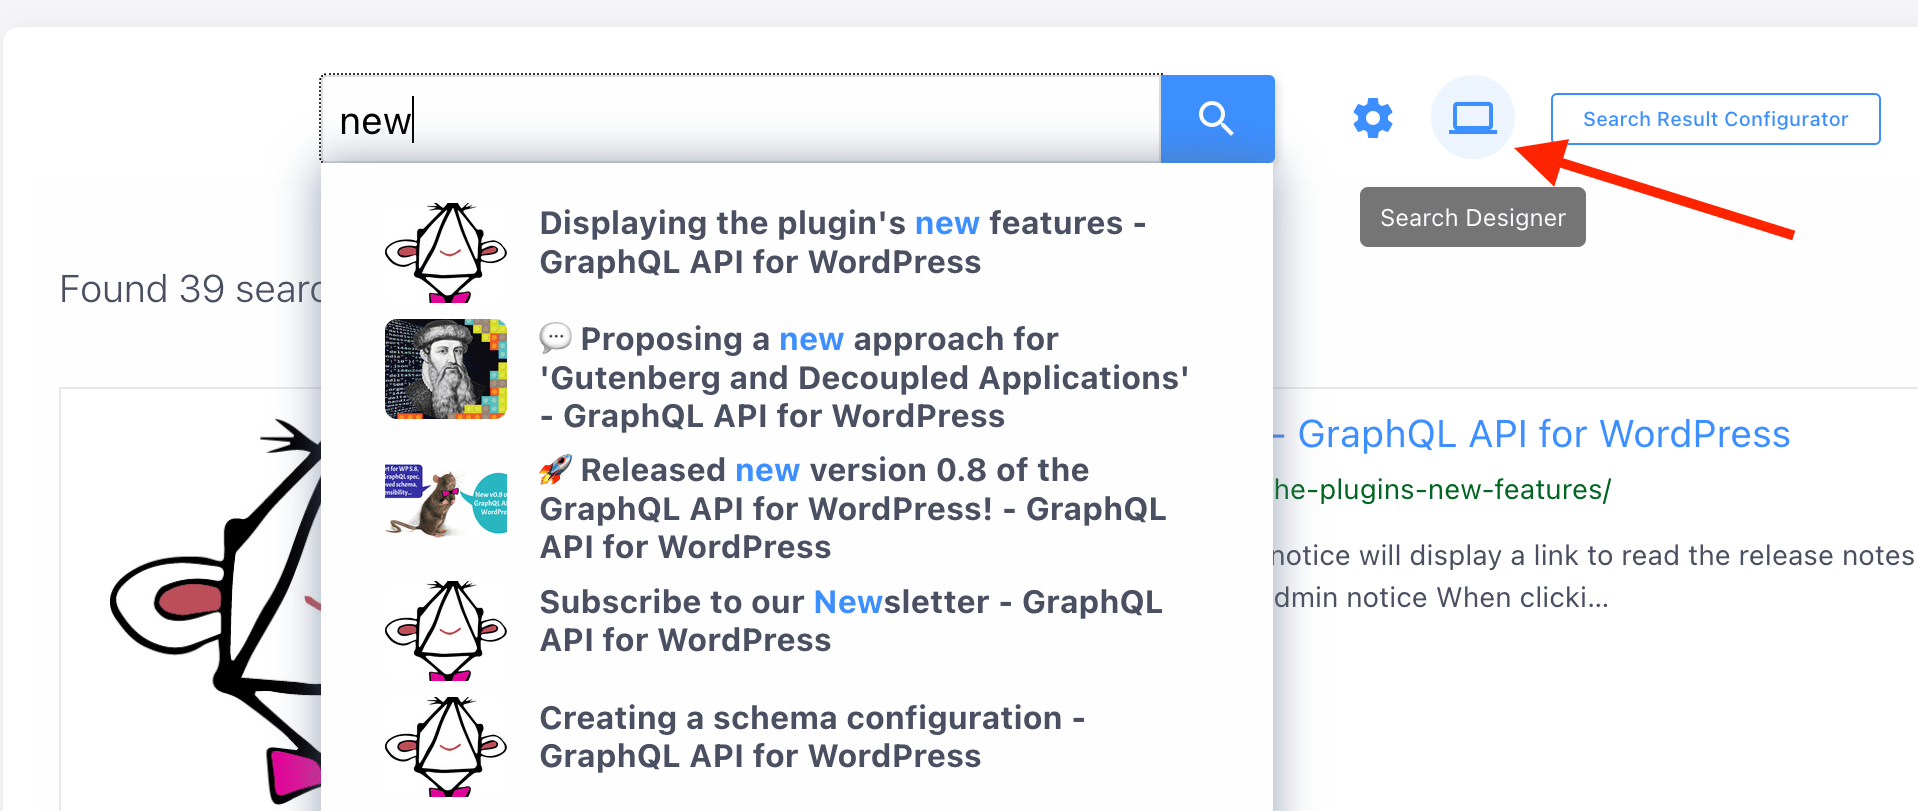 new
Search Result Configurator
Search Designer
Found 39 searc
Displaying the plugin's new features -
GraphQL API for WordPress
💬 Proposing a new approach for
'Gutenberg and Decoupled Applications'
- GraphQL API for WordPress
🚀 Released new version 0.8 of the
GraphQL API for WordPress! - GraphQL
API for WordPress
Subscribe to our Newsletter - GraphQL
API for WordPress
Creating a schema configuration -
GraphQL API for WordPress
- GraphQL API for WordPress
he-plugins-new-features/
notice will display a link to read the release notes
dmin notice When clicki...